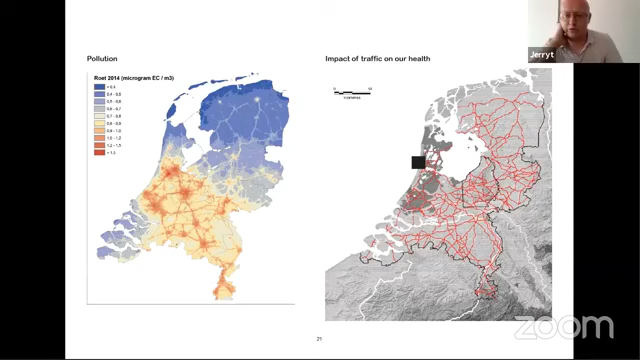 Pollution
Impact of traffic on our health
Jerryt
Roet 2014 (microgram EC / m3)
< 0,4
0,4 - 0,5
0,5 - 0,6
0,6 - 0,7
0,7 - 0,8
0,8 - 0,9
0,9 - 1,0
1,0 - 1,2
1,2 - 1,5
> 1,5
21
zoom